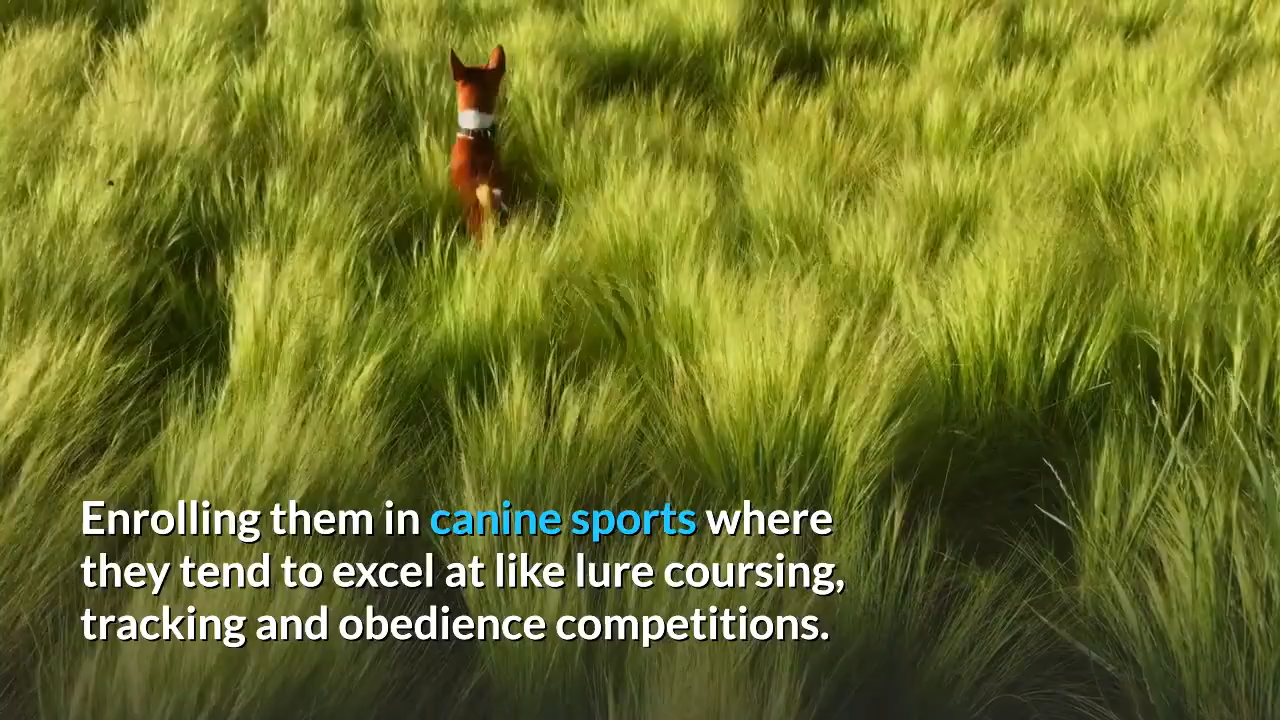 Enrolling them in canine sports where
they tend to excel at like lure coursing,
tracking and obedience competitions.